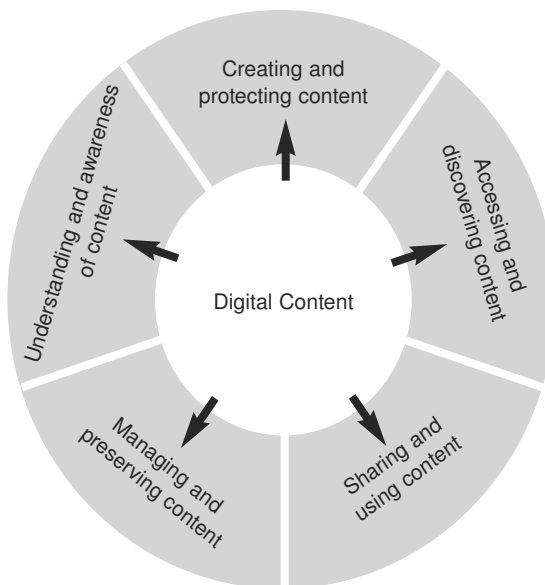 Creating and
protecting content
Accessing and
discovering content
Sharing and
using content
Managing and
preserving content
Understanding and awareness
of content
Digital Content